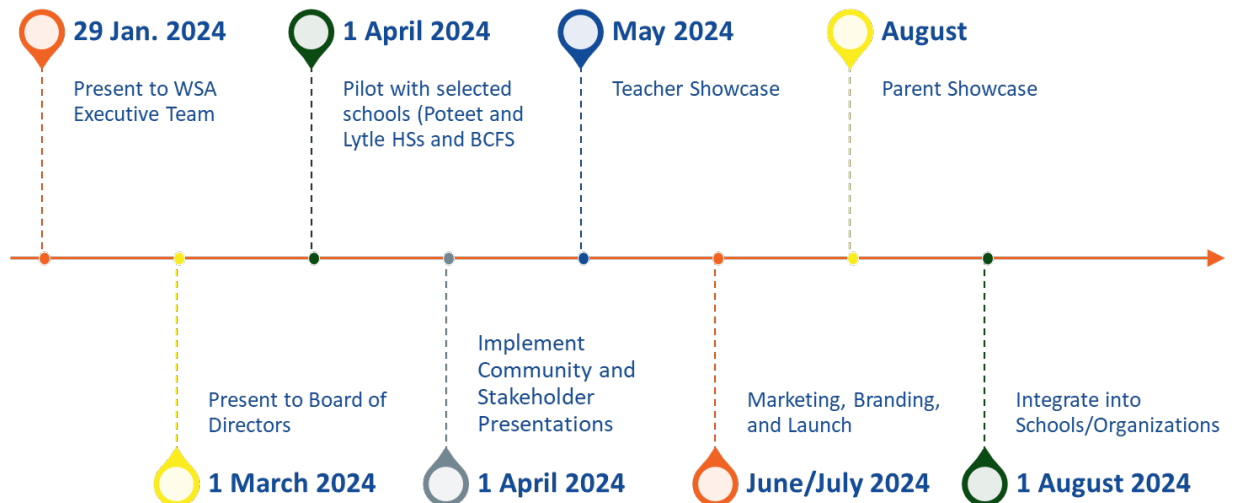 29 Jan. 2024
Present to WSA
Executive Team
1 April 2024
Pilot with selected
schools (Poteet and
Lytle HSs and BCFS
May 2024
Teacher Showcase
August
Parent Showcase
Present to Board of
Directors
1 March 2024
Implement
Community and
Stakeholder
Presentations
1 April 2024
Marketing, Branding,
and Launch
June/July 2024
Integrate into
Schools/Organizations
1 August 2024